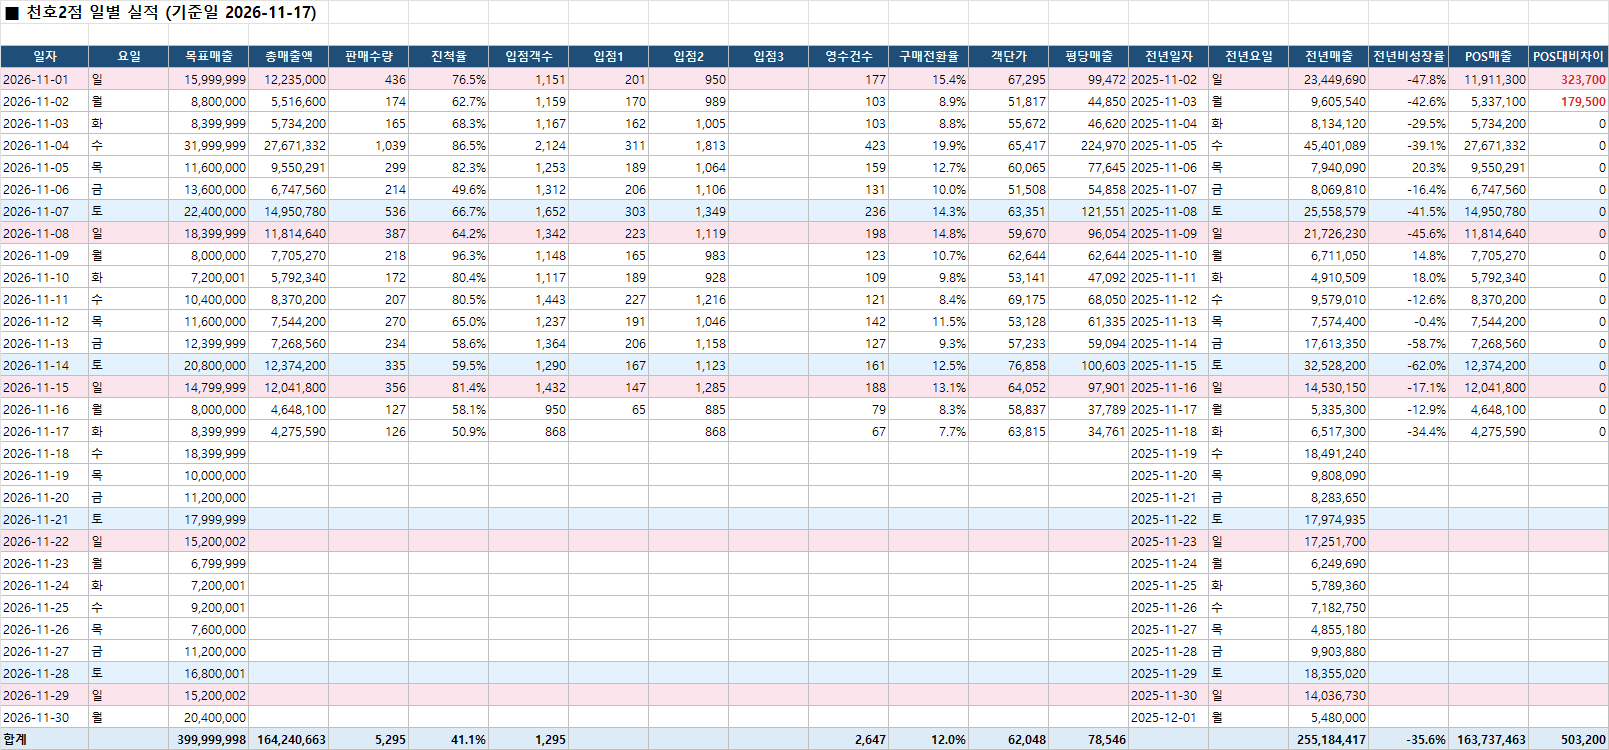 ■ 천호2점 일별 실적 (기준일 2026-11-17)
일자 요일 목표매출 총매출액 판매수량 진척율 입점객수 입점1 입점2 입점3 영수건수 구매전환율 객단가 평당매출 전년일자 전년요일 전년매출 전년비성장률 POS매출 POS대비차이
2026-11-01 일 15,999,999 12,235,000 436 76.5% 1,151 201 950 177 15.4% 67,295 99,472 2025-11-02 일 23,449,690 -47.8% 11,911,300 323,700
2026-11-02 월 8,800,000 5,516,600 174 62.7% 1,159 170 989 103 8.9% 51,817 44,850 2025-11-03 월 9,605,540 -42.6% 5,337,100 179,500
2026-11-03 화 8,399,999 5,734,200 165 68.3% 1,167 162 1,005 103 8.8% 55,672 46,620 2025-11-04 화 8,134,120 -29.5% 5,734,200 0
2026-11-04 수 31,999,999 27,671,332 1,039 86.5% 2,124 311 1,813 423 19.9% 65,417 224,970 2025-11-05 수 45,401,089 -39.1% 27,671,332 0
2026-11-05 목 11,600,000 9,550,291 299 82.3% 1,253 189 1,064 159 12.7% 60,065 77,645 2025-11-06 목 7,940,090 20.3% 9,550,291 0
2026-11-06 금 13,600,000 6,747,560 214 49.6% 1,312 206 1,106 131 10.0% 51,508 54,858 2025-11-07 금 8,069,810 -16.4% 6,747,560 0
2026-11-07 토 22,400,000 14,950,780 536 66.7% 1,652 303 1,349 236 14.3% 63,351 121,551 2025-11-08 토 25,558,579 -41.5% 14,950,780 0
2026-11-08 일 18,399,999 11,814,640 387 64.2% 1,342 223 1,119 198 14.8% 59,670 96,054 2025-11-09 일 21,726,230 -45.6% 11,814,640 0
2026-11-09 월 8,000,000 7,705,270 218 96.3% 1,148 165 983 123 10.7% 62,644 62,644 2025-11-10 월 6,711,050 14.8% 7,705,270 0
2026-11-10 화 7,200,001 5,792,340 172 80.4% 1,117 189 928 109 9.8% 53,141 47,092 2025-11-11 화 4,910,509 18.0% 5,792,340 0
2026-11-11 수 10,400,000 8,370,200 207 80.5% 1,443 227 1,216 121 8.4% 69,175 68,050 2025-11-12 수 9,579,010 -12.6% 8,370,200 0
2026-11-12 목 11,600,000 7,544,200 270 65.0% 1,237 191 1,046 142 11.5% 53,128 61,335 2025-11-13 목 7,574,400 -0.4% 7,544,200 0
2026-11-13 금 12,399,999 7,268,560 234 58.6% 1,364 206 1,158 127 9.3% 57,233 59,094 2025-11-14 금 17,613,350 -58.7% 7,268,560 0
2026-11-14 토 20,800,000 12,374,200 335 59.5% 1,290 167 1,123 161 12.5% 76,858 100,603 2025-11-15 토 32,528,200 -62.0% 12,374,200 0
2026-11-15 일 14,799,999 12,041,800 356 81.4% 1,432 147 1,285 188 13.1% 64,052 97,901 2025-11-16 일 14,530,150 -17.1% 12,041,800 0
2026-11-16 월 8,000,000 4,648,100 127 58.1% 950 65 885 79 8.3% 58,837 37,789 2025-11-17 월 5,335,300 -12.9% 4,648,100 0
2026-11-17 화 8,399,999 4,275,590 126 50.9% 868 868 67 7.7% 63,815 34,761 2025-11-18 화 6,517,300 -34.4% 4,275,590 0
2026-11-18 수 18,399,999 2025-11-19 수 18,491,240
2026-11-19 목 10,000,000 2025-11-20 목 9,808,090
2026-11-20 금 11,200,000 2025-11-21 금 8,283,650
2026-11-21 토 17,999,999 2025-11-22 토 17,974,935
2026-11-22 일 15,200,002 2025-11-23 일 17,251,700
2026-11-23 월 6,799,999 2025-11-24 월 6,249,690
2026-11-24 화 7,200,001 2025-11-25 화 5,789,360
2026-11-25 수 9,200,001 2025-11-26 수 7,182,750
2026-11-26 목 7,600,000 2025-11-27 목 4,855,180
2026-11-27 금 11,200,000 2025-11-28 금 9,903,880
2026-11-28 토 16,800,001 2025-11-29 토 18,355,020
2026-11-29 일 15,200,002 2025-11-30 일 14,036,730
2026-11-30 월 20,400,000 2025-12-01 월 5,480,000
합계 399,999,998 164,240,663 5,295 41.1% 1,295 2,647 12.0% 62,048 78,546 255,184,417 -35.6% 163,737,463 503,200